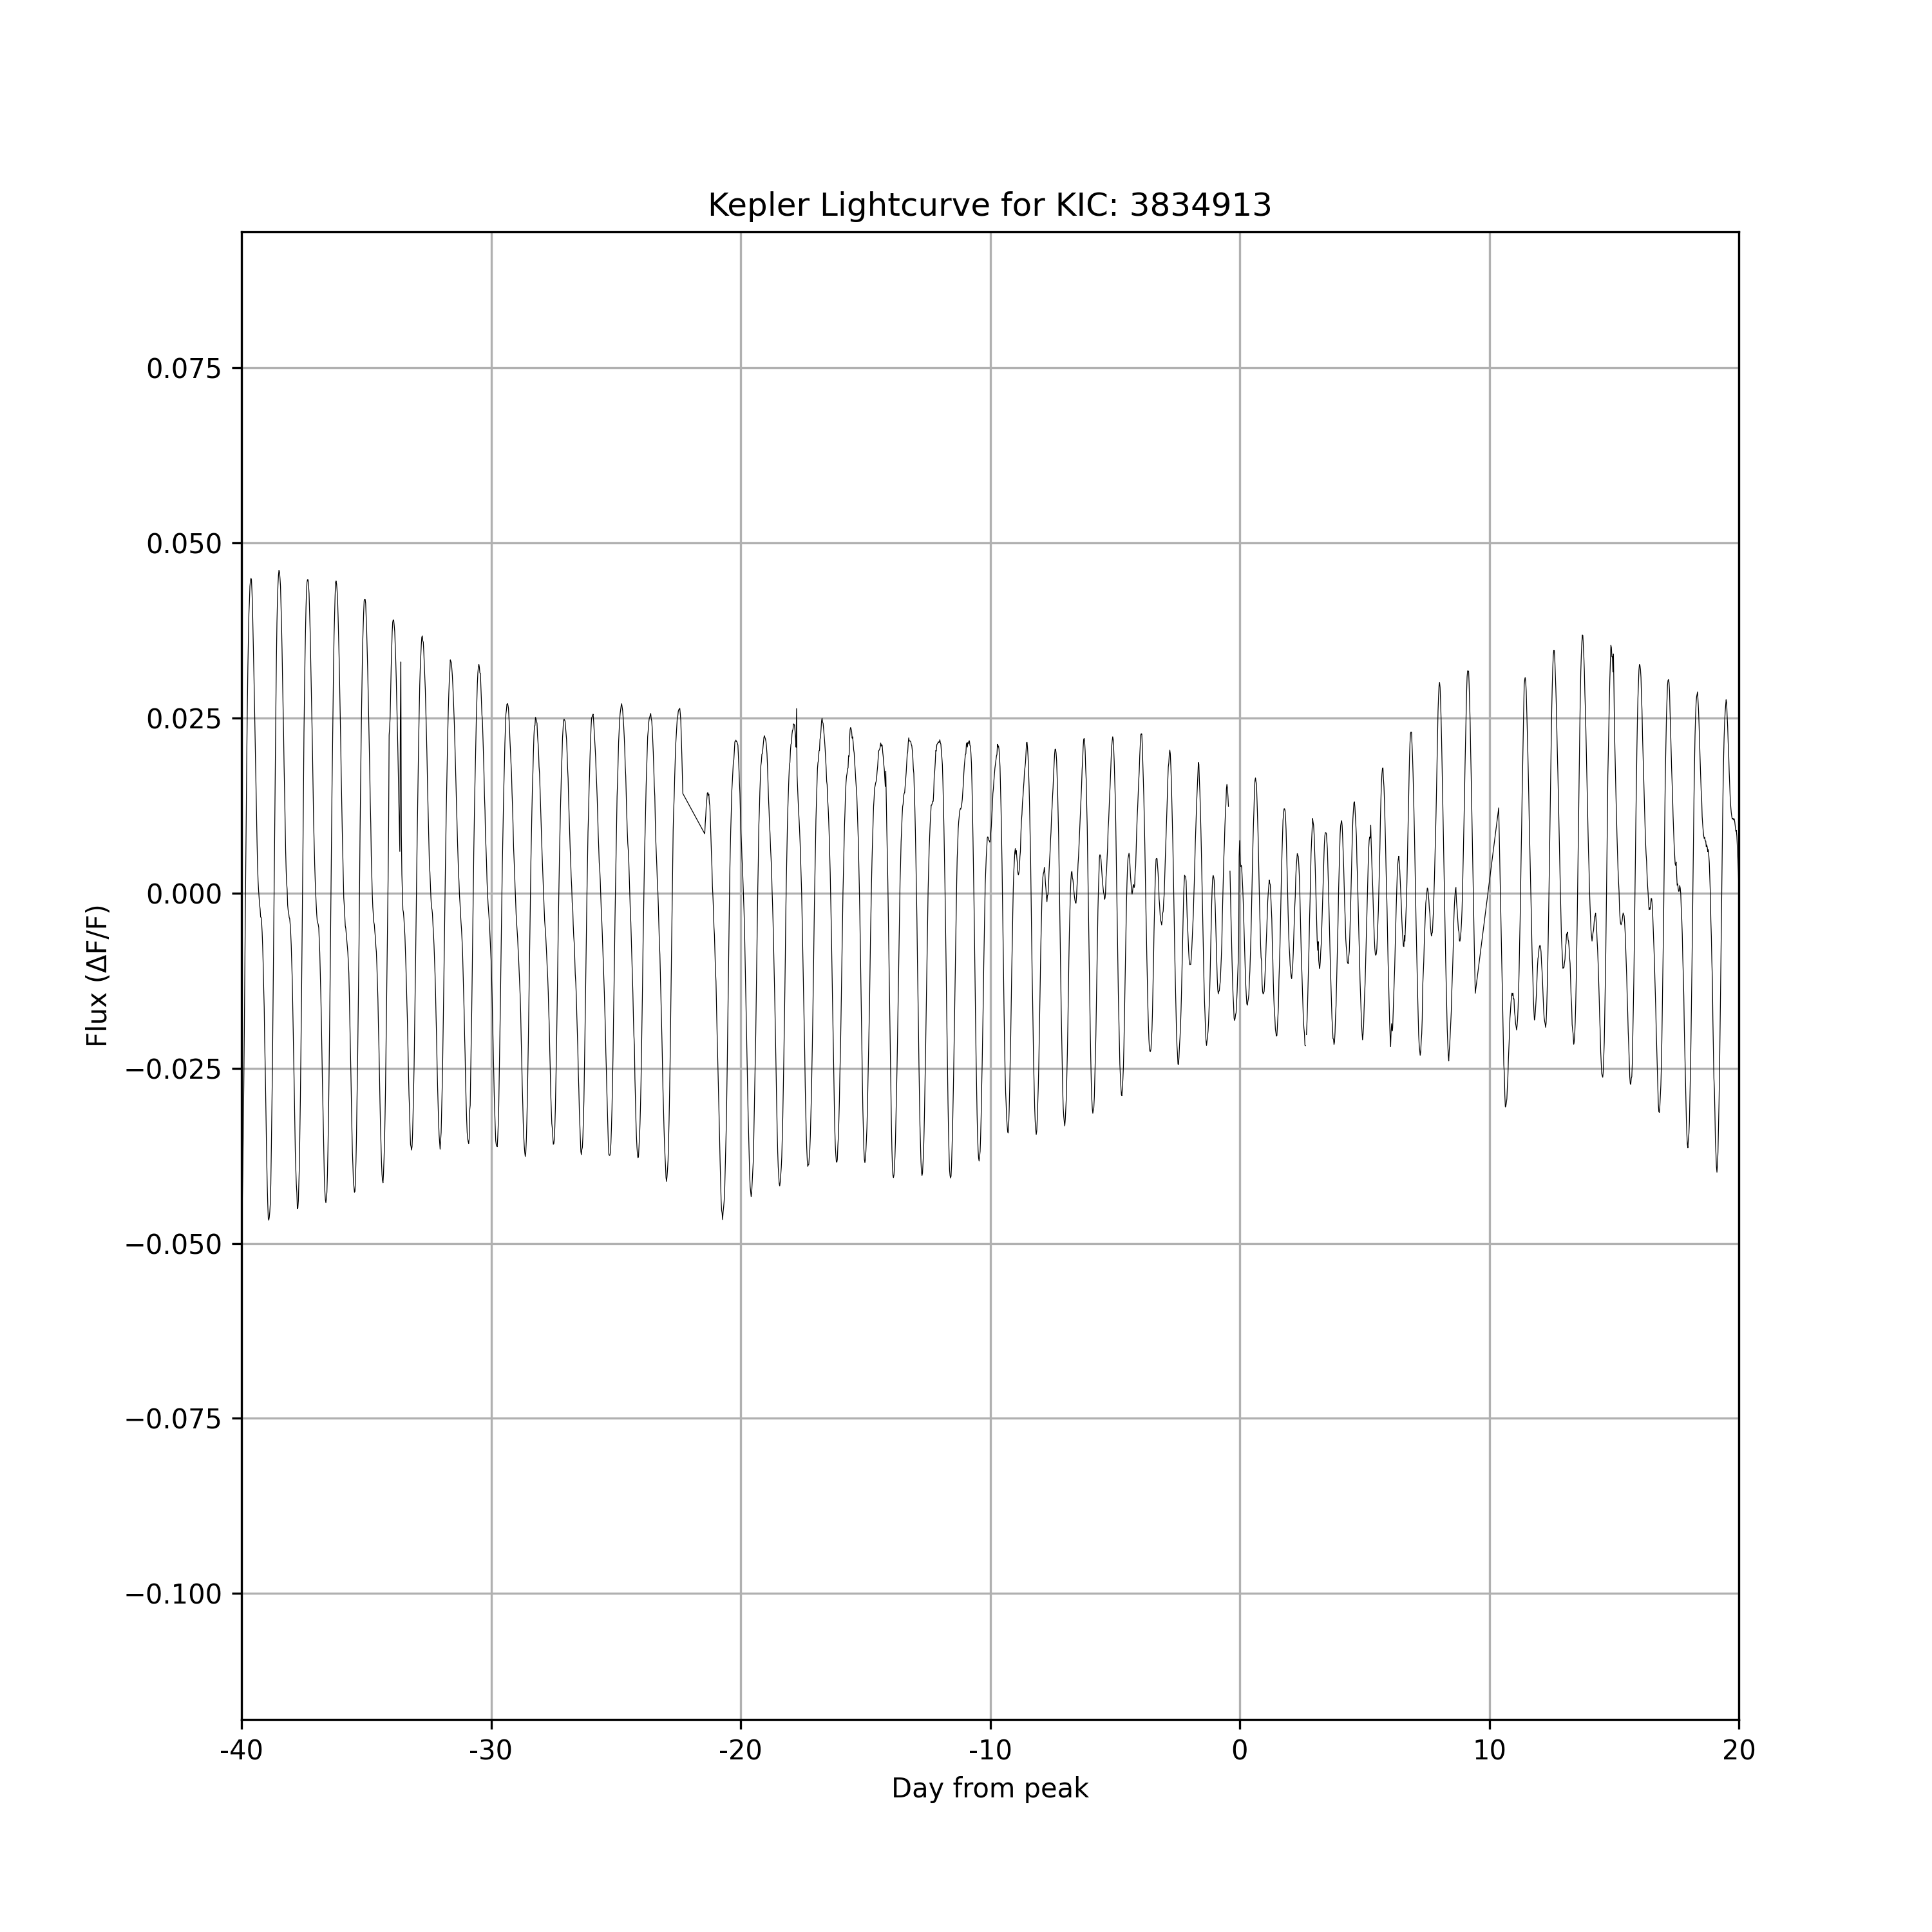 Kepler Lightcurve for KIC: 3834913
0.075
0.050
0.025
0.000
−0.025
−0.050
−0.075
−0.100
Flux (ΔF/F)
-40 -30 -20 -10 0 10 20
Day from peak